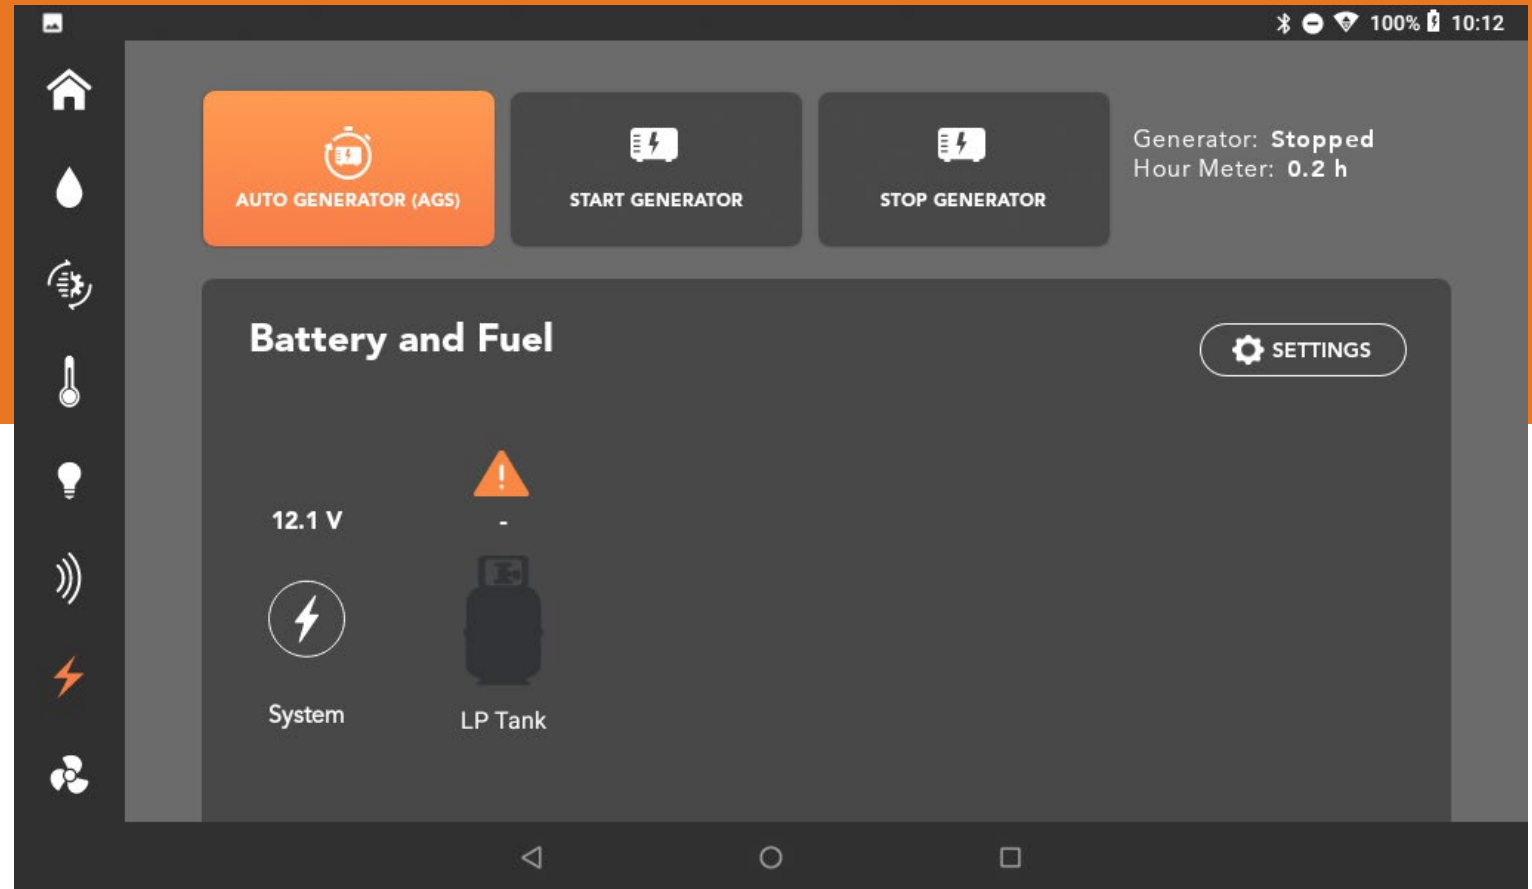 100% 10:12
AUTO GENERATOR (AGS)
START GENERATOR
STOP GENERATOR
Generator: Stopped
Hour Meter: 0.2 h
Battery and Fuel
SETTINGS
12.1 V
-
System
LP Tank